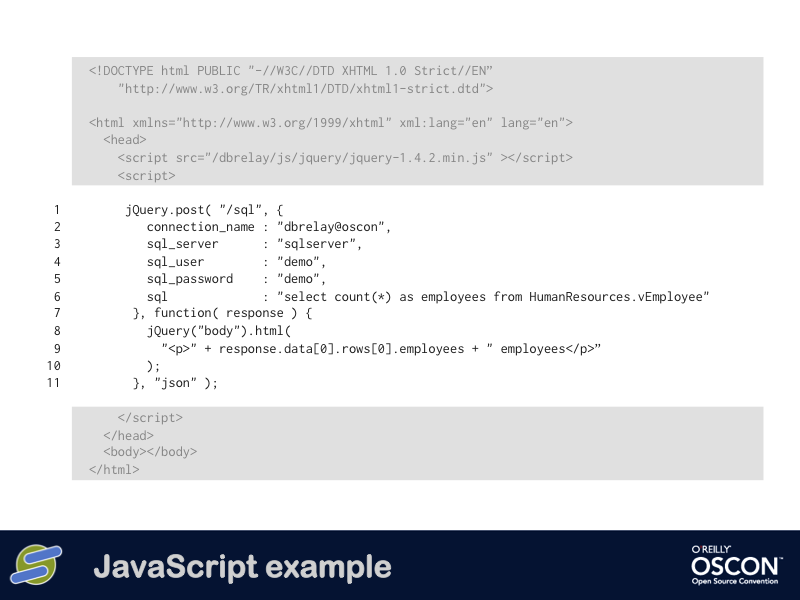 <!DOCTYPE html PUBLIC "-//W3C//DTD XHTML 1.0 Strict//EN”
"http://www.w3.org/TR/xhtml1/DTD/xhtml1-strict.dtd">
<html xmlns="http://www.w3.org/1999/xhtml" xml:lang="en" lang="en">
<head>
<script src="/dbrelay/js/jquery/jquery-1.4.2.min.js" ></script>
<script>
1 jQuery.post( "/sql", {
2 connection_name : "dbrelay@oscon",
3 sql_server : "sqlserver",
4 sql_user : "demo",
5 sql_password : "demo",
6 sql : "select count(*) as employees from HumanResources.vEmployee"
7 }, function( response ) {
8 jQuery("body").html(
9 "<p>" + response.data[0].rows[0].employees + " employees</p>”
10 );
11 }, "json" );
</script>
</head>
<body></body>
</html>
JavaScript example
O'REILLY®
OSCON™
Open Source Convention